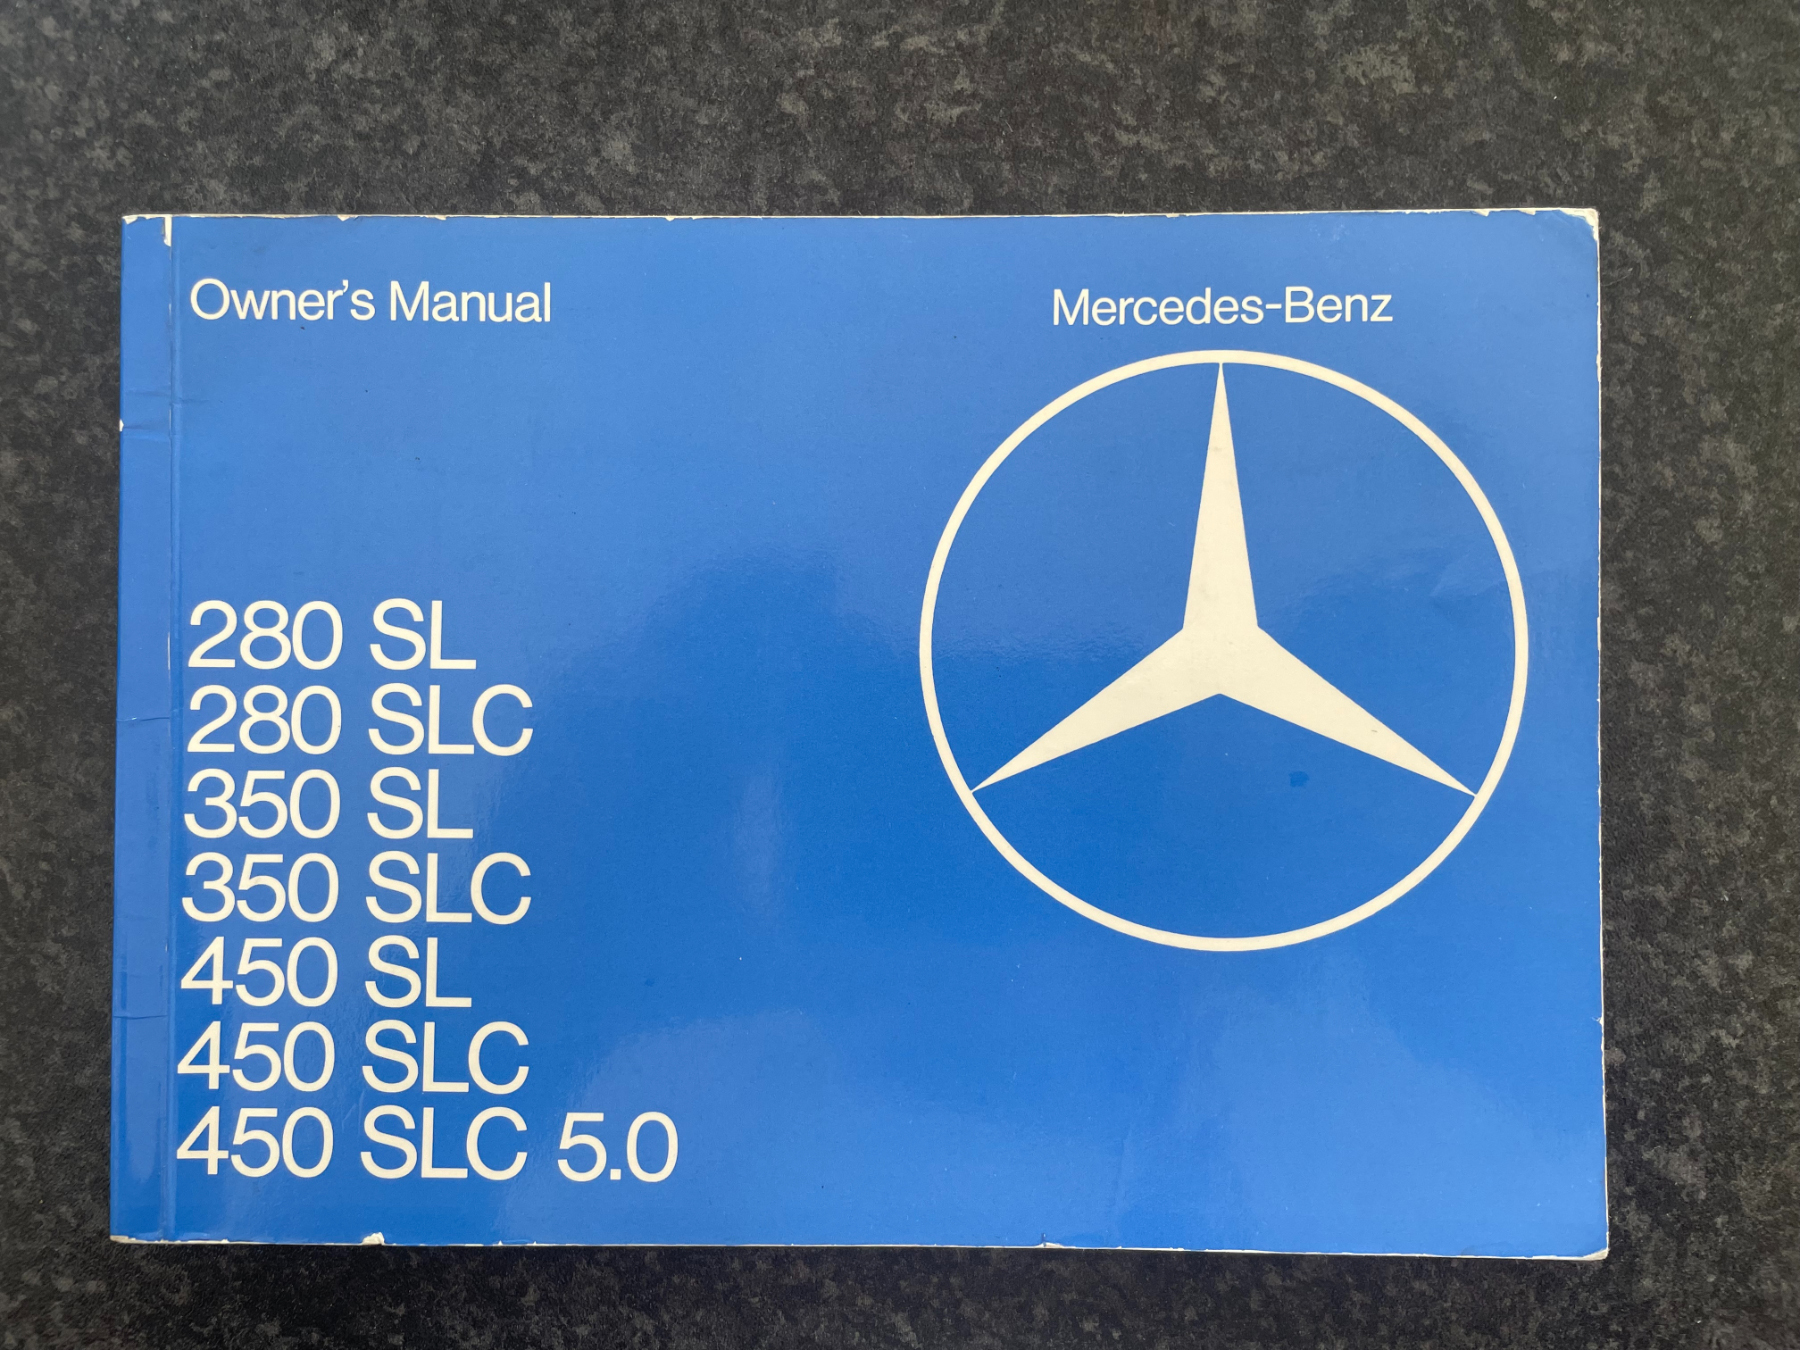 Owner's Manual
Mercedes-Benz
280 SL
280 SLC
350 SL
350 SLC
450 SL
450 SLC
450 SLC 5.0